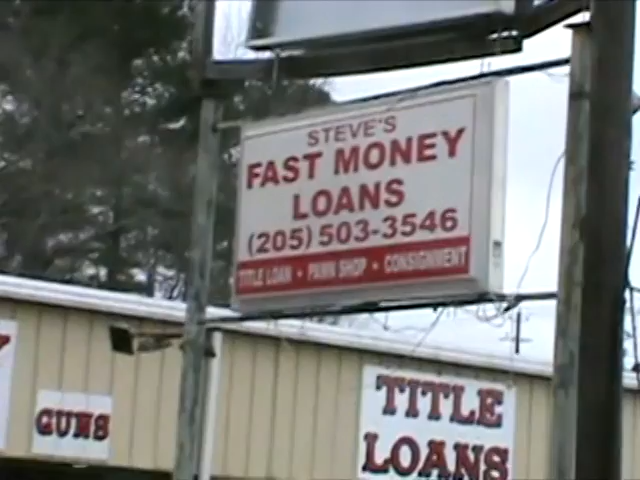 STEVE'S
FAST MONEY
LOANS
(205) 503-3546
TITLE LOAN • PAWN SHOP • CONSIGNMENT
GUNS
TITLE
LOANS